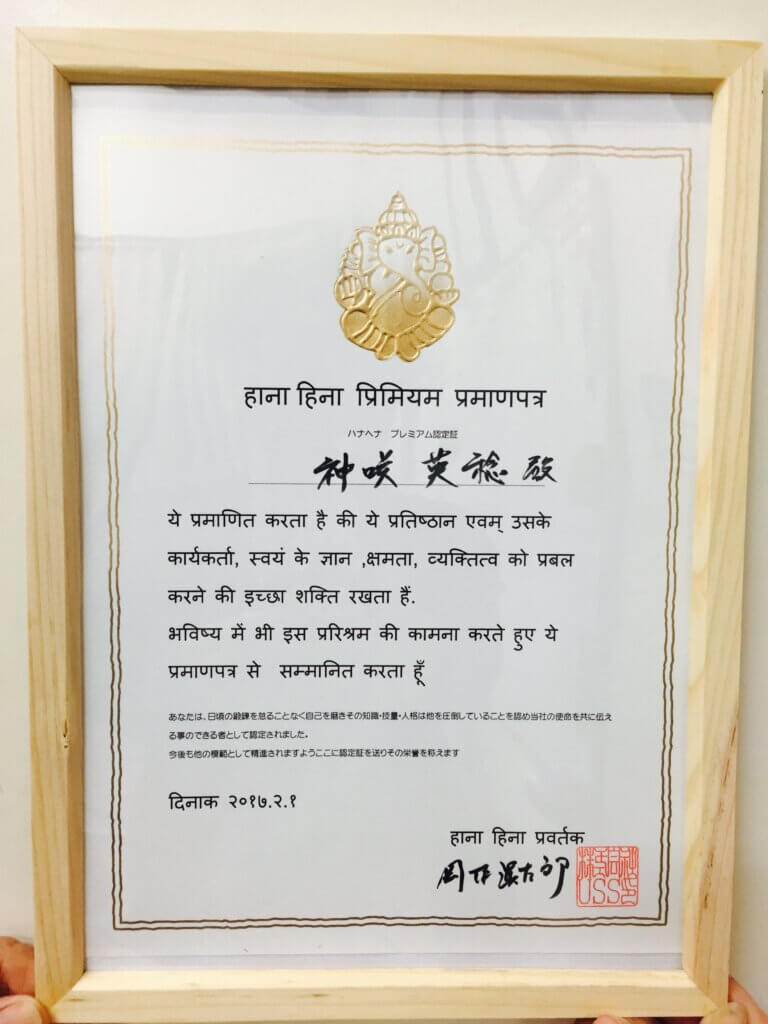 हाना हिना प्रिमियम प्रमाणपत्र
ハナヘナ プレミアム認定証
神咲 英稔 殿
ये प्रमाणित करता है की ये प्रतिष्ठान एवम् उसके
कार्यकर्ता, स्वयं के ज्ञान ,क्षमता, व्यक्तित्व को प्रबल
करने की इच्छा शक्ति रखता हैं.
भविष्य में भी इस प्ररिश्रम की कामना करते हुए ये
प्रमाणपत्र से सम्मानित करता हूँ
あなたは、日頃の鍛錬を怠ることなく自己を磨きその知識・技量・人格は他を圧倒していることを認め当社の使命を共に伝え
る事のできる者として認定されました。
今後も他の模範として精進されますようここに認定証を送りその栄誉を称えます
दिनाक २०१७.२.१
हाना हिना प्रवर्तक
USS